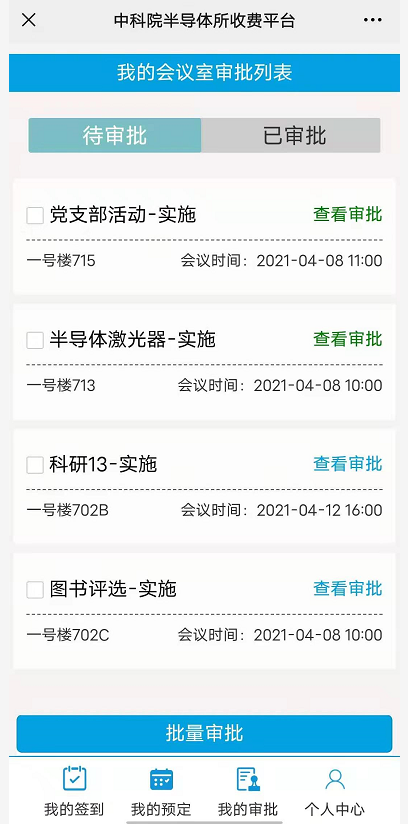 中科院半导体所收费平台
我的会议室审批列表
待审批 已审批
党支部活动-实施 查看审批
一号楼715 会议时间：2021-04-08 11:00
半导体激光器-实施 查看审批
一号楼713 会议时间：2021-04-08 10:00
科研13-实施 查看审批
一号楼702B 会议时间：2021-04-12 16:00
图书评选-实施 查看审批
一号楼702C 会议时间：2021-04-08 10:00
批量审批
我的签到 我的预定 我的审批 个人中心